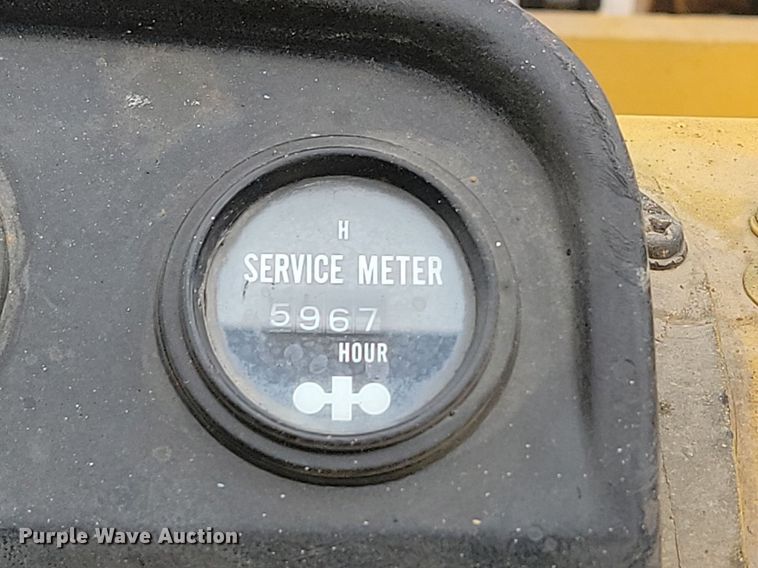 H
SERVICE METER
5967
HOUR
Purple Wave Auction